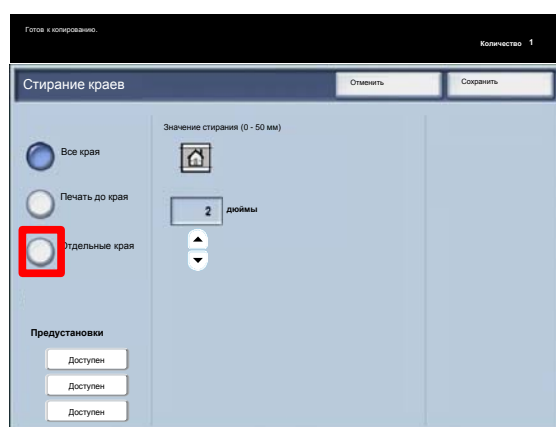 Готов к копированию.
Количество 1
Стирание краев
Отменить
Сохранить
Значение стирания (0 - 50 мм)
Все края
Печать до края
2 дюймы
Отдельные края
Предустановки
Доступен
Доступен
Доступен